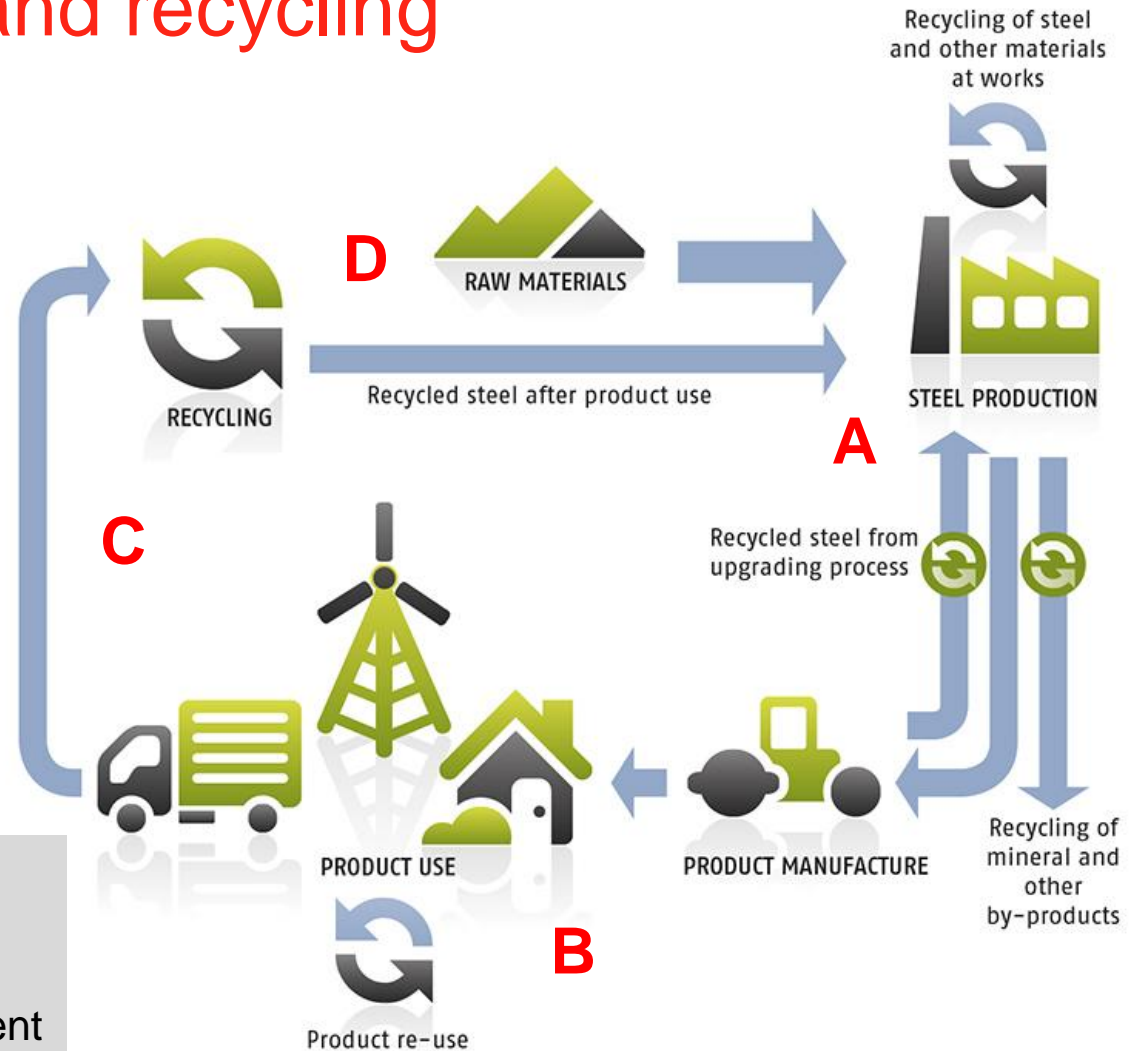 and recycling
Recycling of steel
and other materials
at works
D
RAW MATERIALS
RECYCLING
Recycled steel after product use
STEEL PRODUCTION
A
C
Recycled steel from
upgrading process
PRODUCT USE
PRODUCT MANUFACTURE
Recycling of
mineral and
other
by-products
B
Product re-use